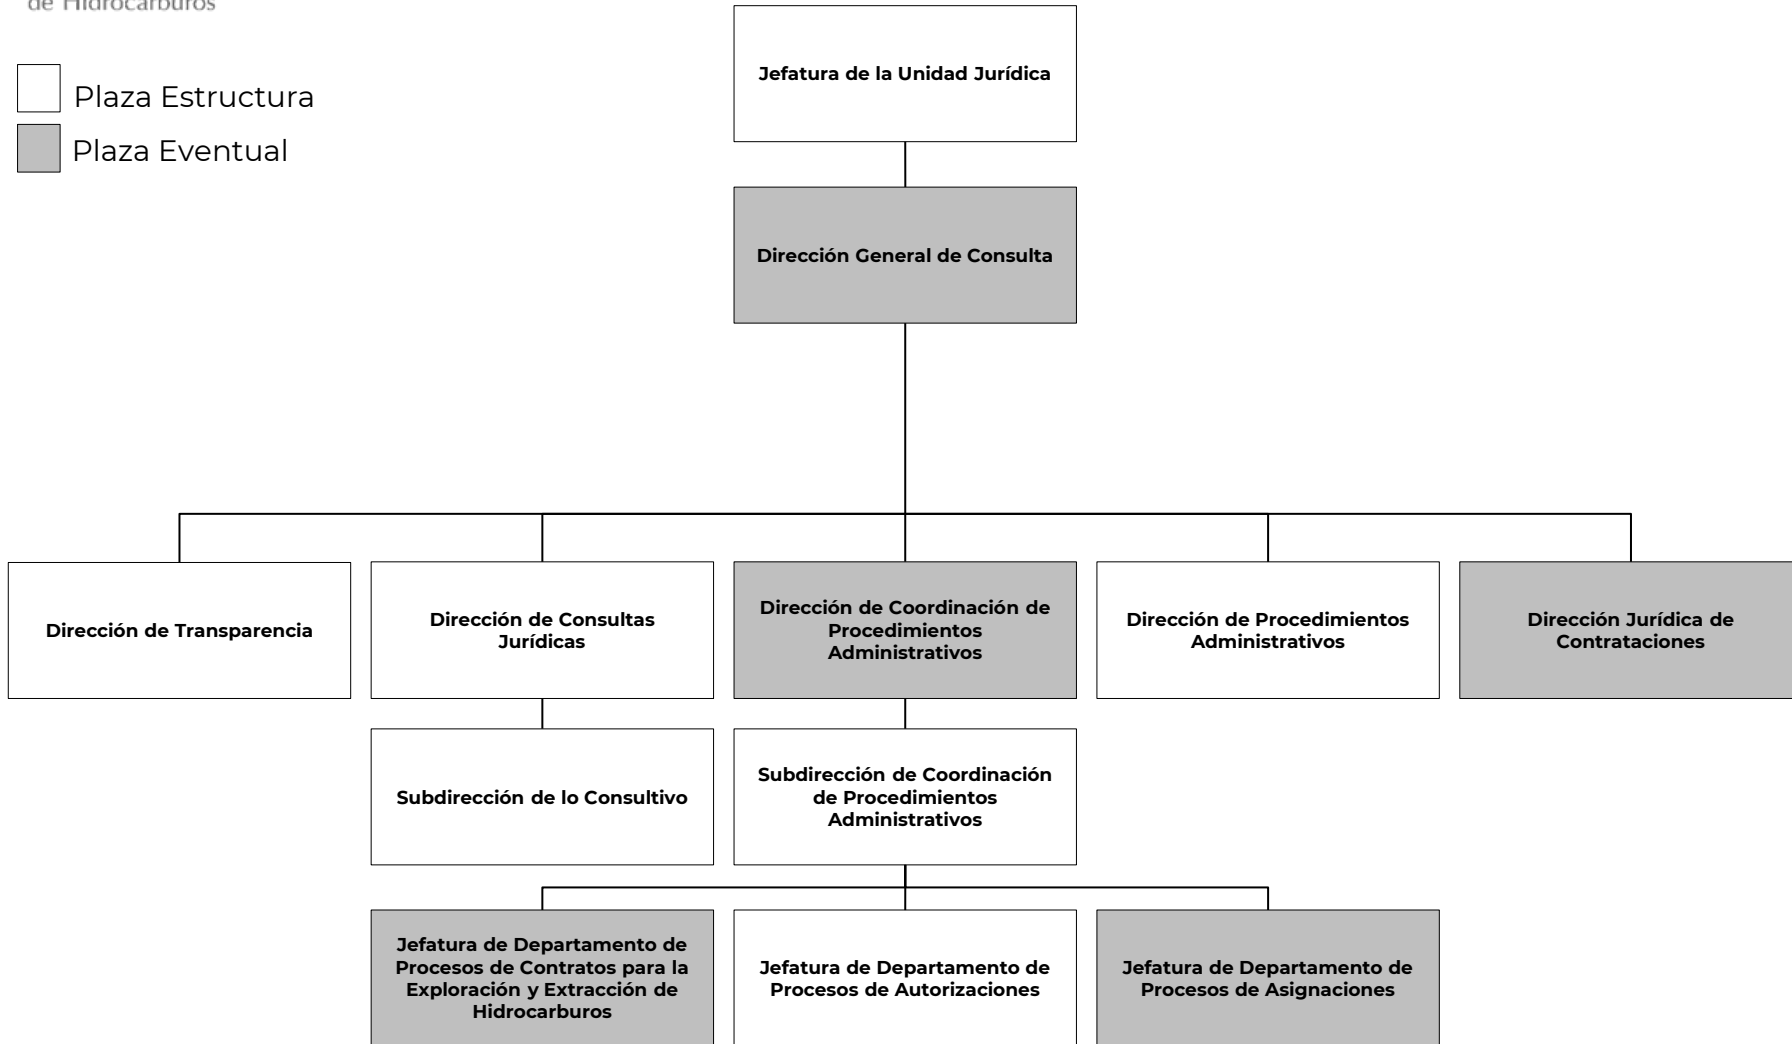 de Hidrocarburos
Plaza Estructura
Plaza Eventual
Jefatura de la Unidad Jurídica
Dirección General de Consulta
Dirección de Transparencia
Dirección de Consultas
Jurídicas
Dirección de Coordinación de
Procedimientos
Administrativos
Dirección de Procedimientos
Administrativos
Dirección Jurídica de
Contrataciones
Subdirección de lo Consultivo
Subdirección de Coordinación
de Procedimientos
Administrativos
Jefatura de Departamento de
Procesos de Contratos para la
Exploración y Extracción de
Hidrocarburos
Jefatura de Departamento de
Procesos de Autorizaciones
Jefatura de Departamento de
Procesos de Asignaciones